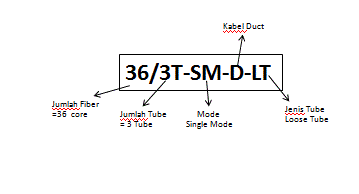 Kabel Duct
36/3T-SM-D-LT
Jumlah Fiber
=36 core
Jumlah Tube
= 3 Tube
Mode
Single Mode
Jenis Tube
Loose Tube